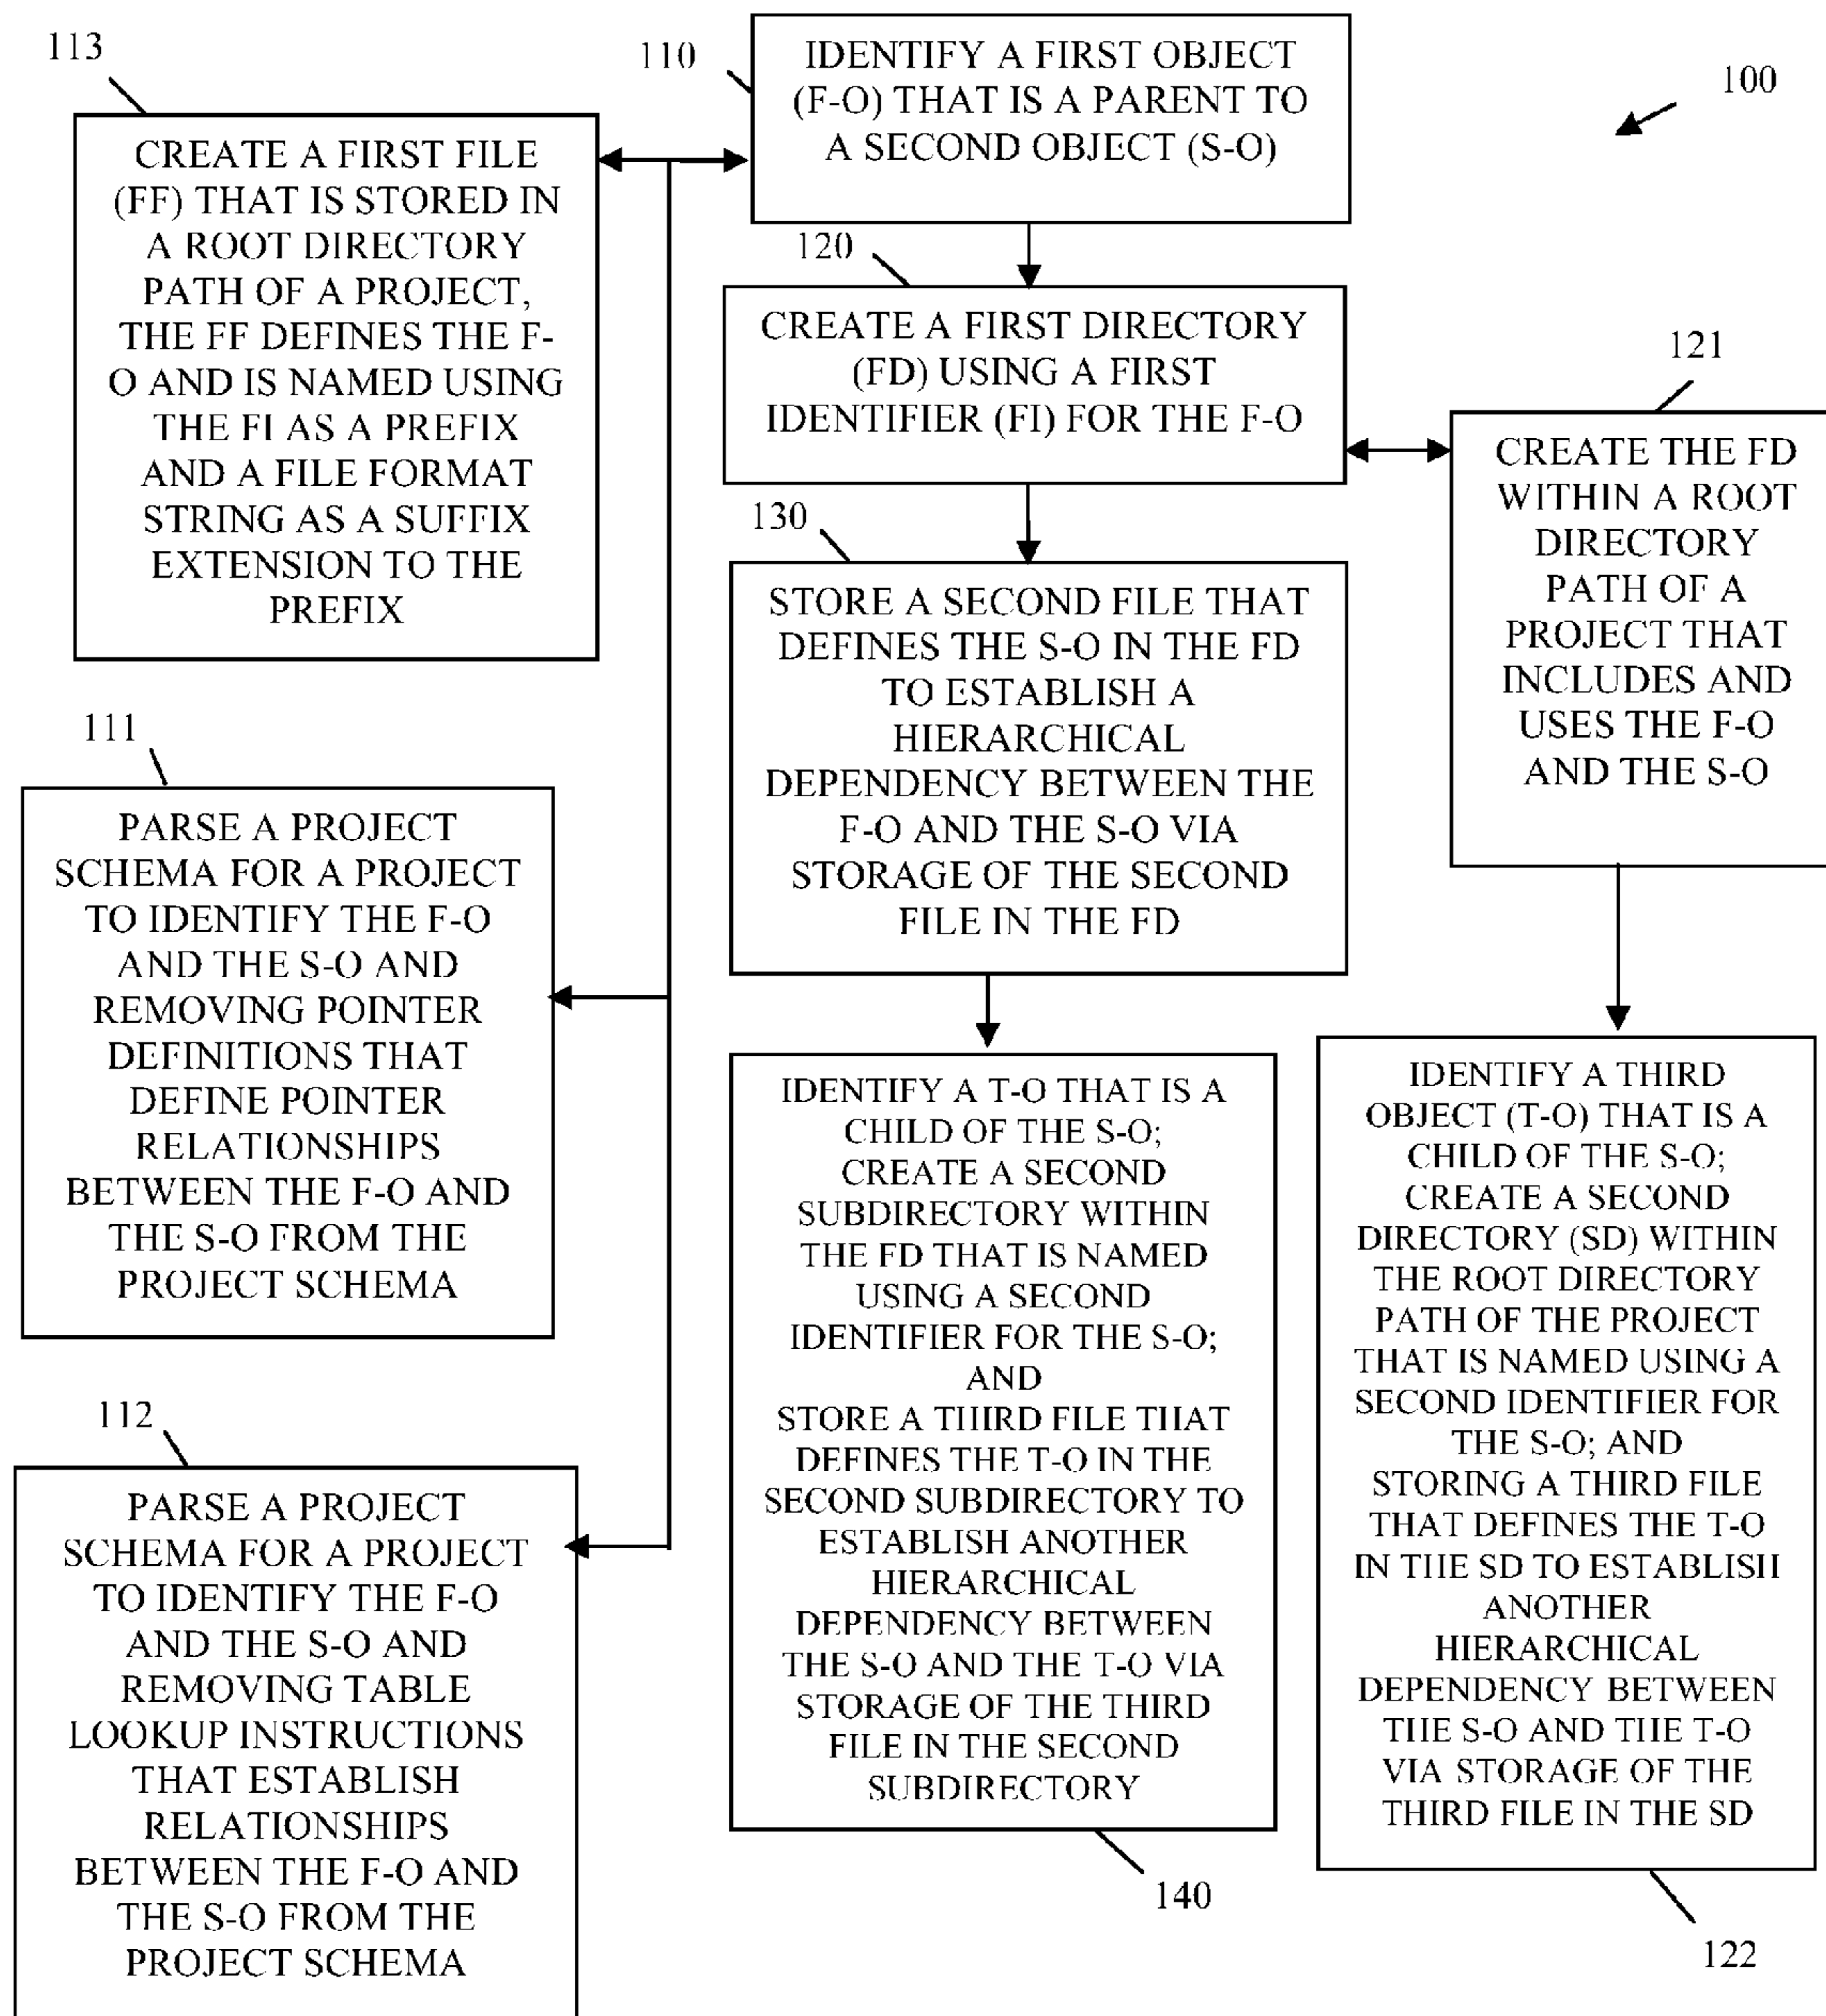 113
110
IDENTIFY A FIRST OBJECT
(F-O) THAT IS A PARENT TO
A SECOND OBJECT (S-O)
100
CREATE A FIRST FILE
(FF) THAT IS STORED IN
A ROOT DIRECTORY
PATH OF A PROJECT,
THE FF DEFINES THE F-
O AND IS NAMED USING
THE FI AS A PREFIX
AND A FILE FORMAT
STRING AS A SUFFIX
EXTENSION TO THE
PREFIX
120
CREATE A FIRST DIRECTORY
(FD) USING A FIRST
IDENTIFIER (FI) FOR THE F-O
121
CREATE THE FD
WITHIN A ROOT
DIRECTORY
PATH OF A
PROJECT THAT
INCLUDES AND
USES THE F-O
AND THE S-O
130
STORE A SECOND FILE THAT
DEFINES THE S-O IN THE FD
TO ESTABLISH A
HIERARCHICAL
DEPENDENCY BETWEEN THE
F-O AND THE S-O VIA
STORAGE OF THE SECOND
FILE IN THE FD
111
PARSE A PROJECT
SCHEMA FOR A PROJECT
TO IDENTIFY THE F-O
AND THE S-O AND
REMOVING POINTER
DEFINITIONS THAT
DEFINE POINTER
RELATIONSHIPS
BETWEEN THE F-O AND
THE S-O FROM THE
PROJECT SCHEMA
IDENTIFY A T-O THAT IS A
CHILD OF THE S-O;
CREATE A SECOND
SUBDIRECTORY WITHIN
THE FD THAT IS NAMED
USING A SECOND
IDENTIFIER FOR THE S-O;
AND
STORE A THIRD FILE THAT
DEFINES THE T-O IN THE
SECOND SUBDIRECTORY TO
ESTABLISH ANOTHER
HIERARCHICAL
DEPENDENCY BETWEEN
THE S-O AND THE T-O VIA
STORAGE OF THE THIRD
FILE IN THE SECOND
SUBDIRECTORY
140
IDENTIFY A THIRD
OBJECT (T-O) THAT IS A
CHILD OF THE S-O;
CREATE A SECOND
DIRECTORY (SD) WITHIN
THE ROOT DIRECTORY
PATH OF THE PROJECT
THAT IS NAMED USING A
SECOND IDENTIFIER FOR
THE S-O; AND
STORING A THIRD FILE
THAT DEFINES THE T-O
IN THE SD TO ESTABLISH
ANOTHER
HIERARCHICAL
DEPENDENCY BETWEEN
THE S-O AND THE T-O
VIA STORAGE OF THE
THIRD FILE IN THE SD
122
112
PARSE A PROJECT
SCHEMA FOR A PROJECT
TO IDENTIFY THE F-O
AND THE S-O AND
REMOVING TABLE
LOOKUP INSTRUCTIONS
THAT ESTABLISH
RELATIONSHIPS
BETWEEN THE F-O AND
THE S-O FROM THE
PROJECT SCHEMA